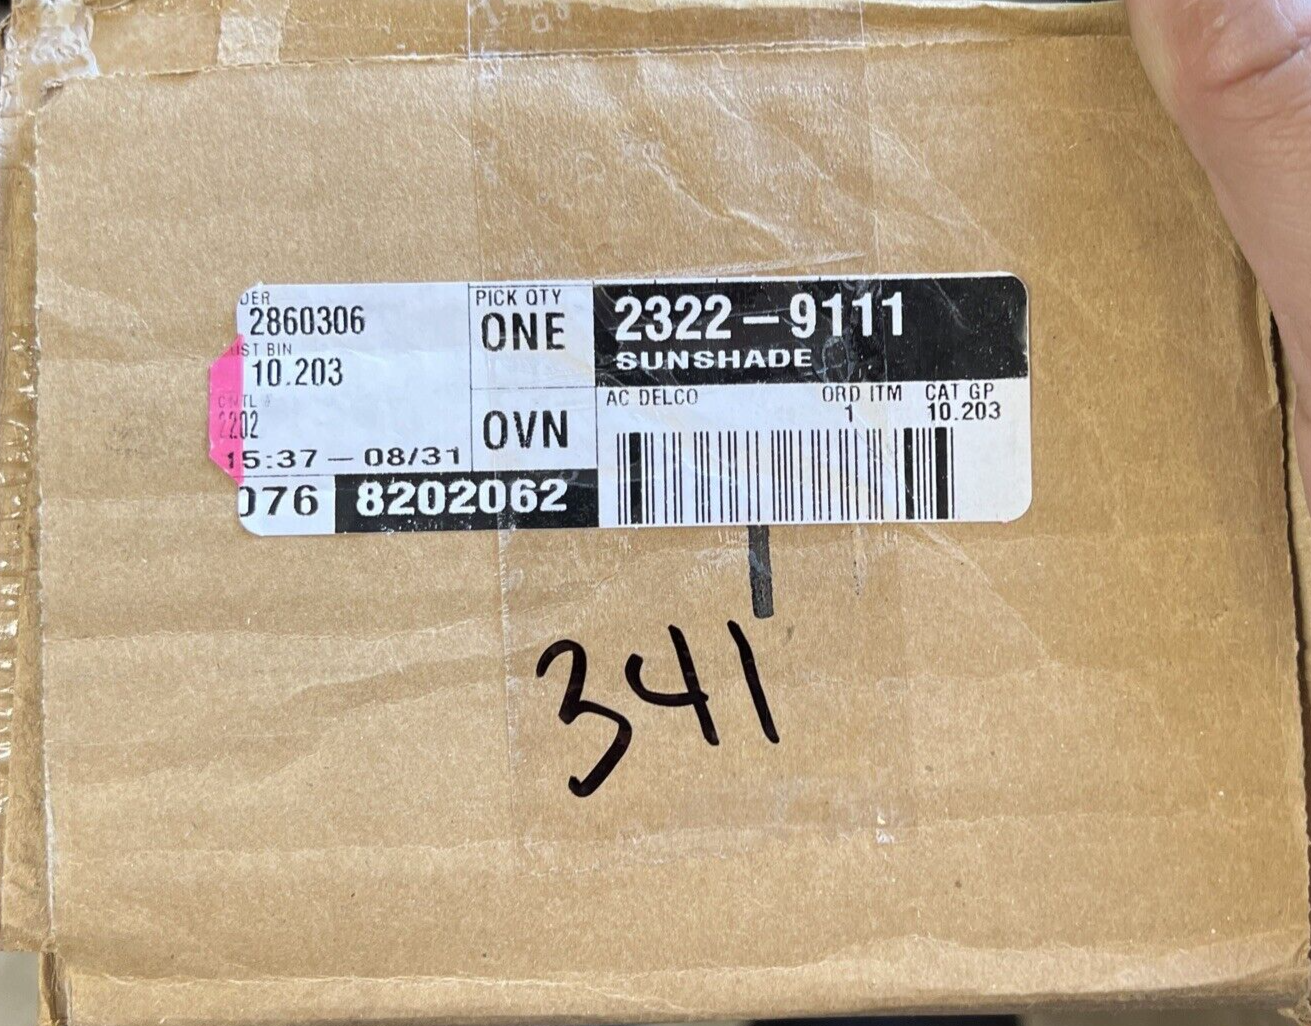 DER
2860306
UST BIN
10.203
CNTL #
2202
15:37 – 08/31
076 8202062
PICK QTY
ONE
OVN
2322 – 9111
SUNSHADE
AC DELCO
ORD ITM
1
CAT GP
10.203
341